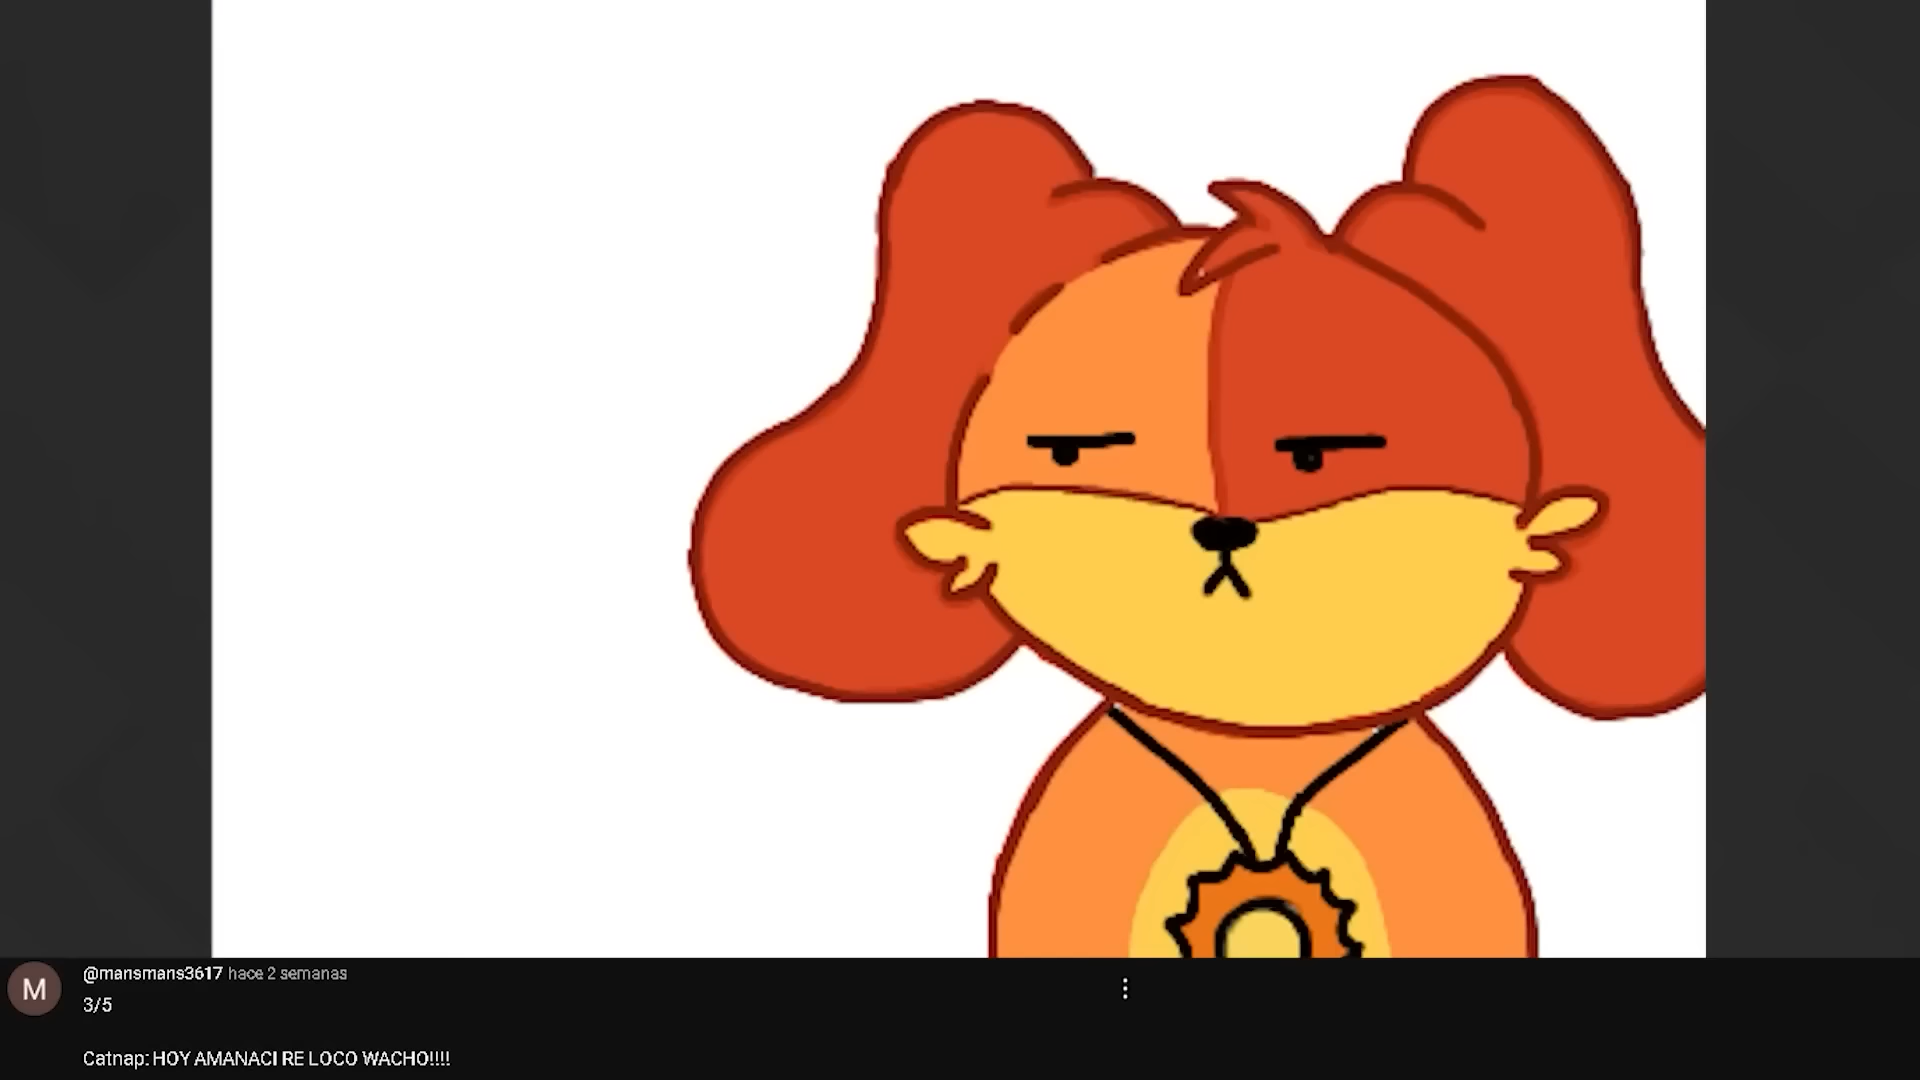 M
@mansmans3617 hace 2 semanas
3/5
Catnap: HOY AMANACI RE LOCO WACHO!!!!